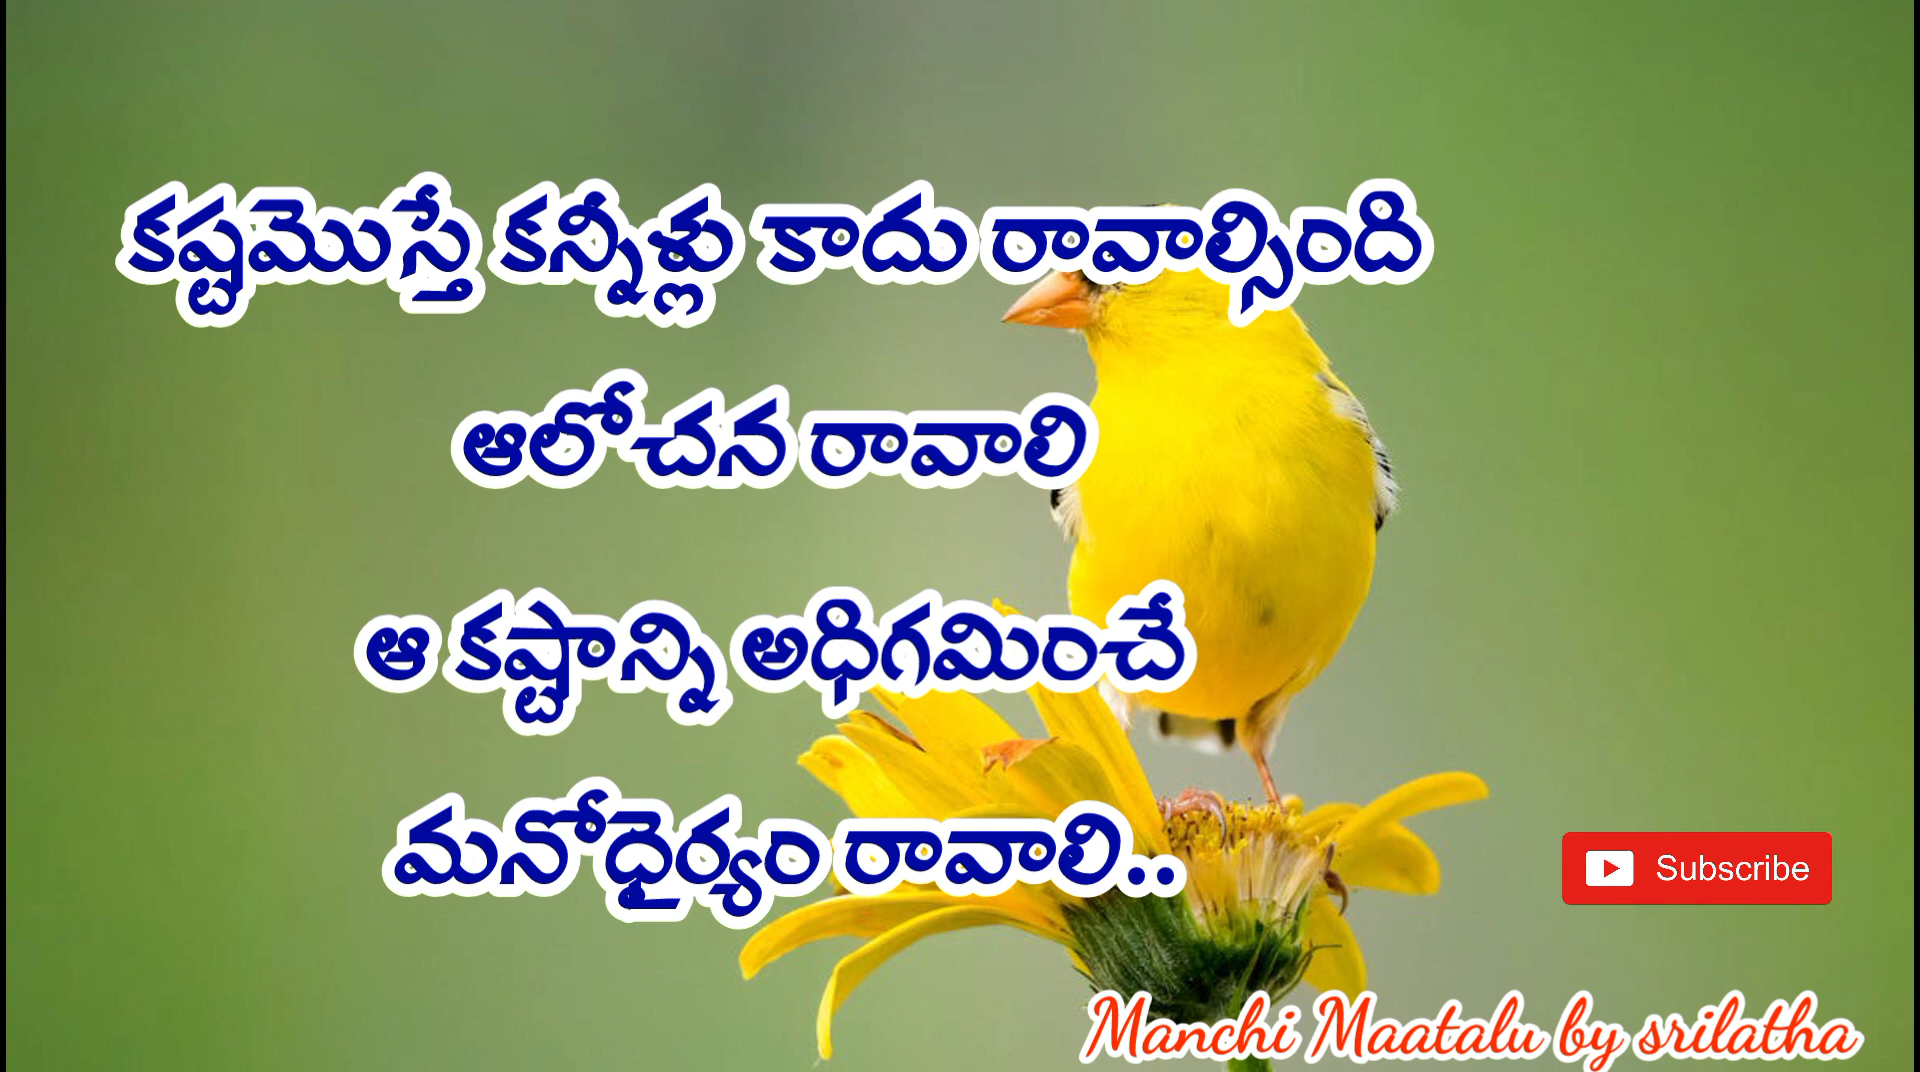 కష్టమొస్తే కన్నీళ్లు కాదు రావాల్సింది
ఆలోచన రావాలి
ఆ కష్టాన్ని అధిగమించే
మనోధైర్యం రావాలి..
Subscribe
Manchi Maatalu by srilatha